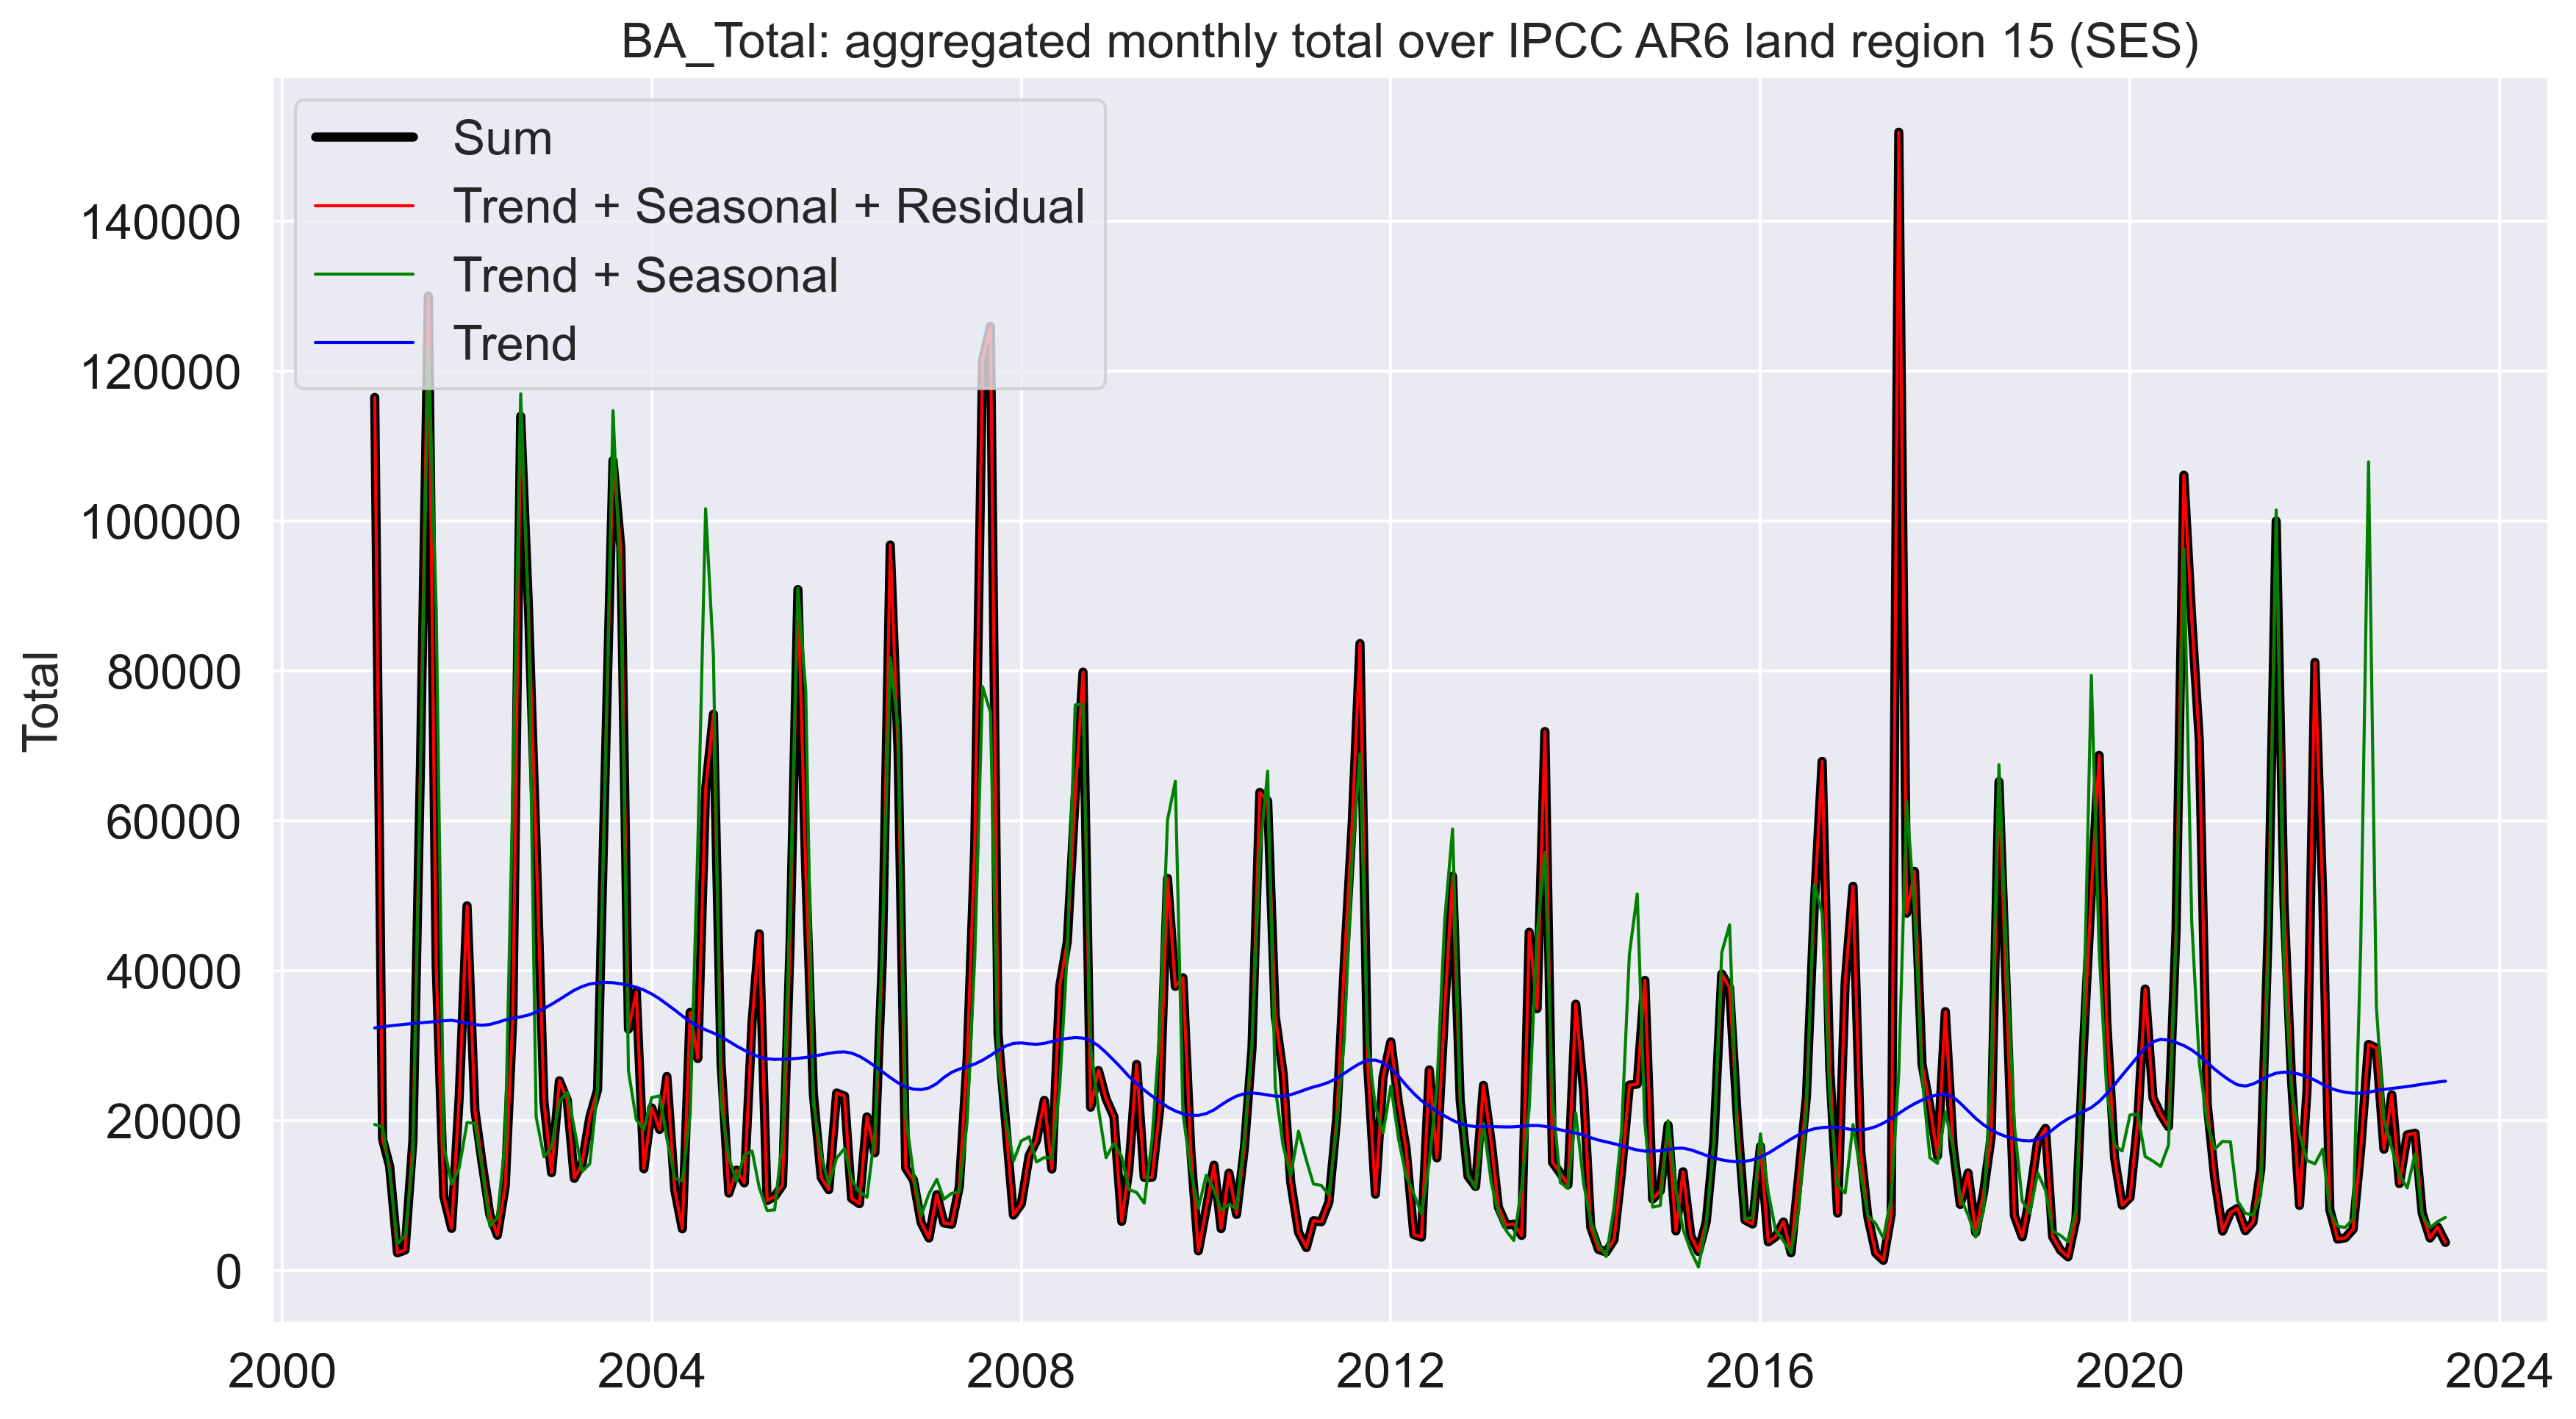 BA_Total: aggregated monthly total over IPCC AR6 land region 15 (SES)
Sum
Trend + Seasonal + Residual
Trend + Seasonal
Trend
Total
140000
120000
100000
80000
60000
40000
20000
0
2000 2004 2008 2012 2016 2020 2024